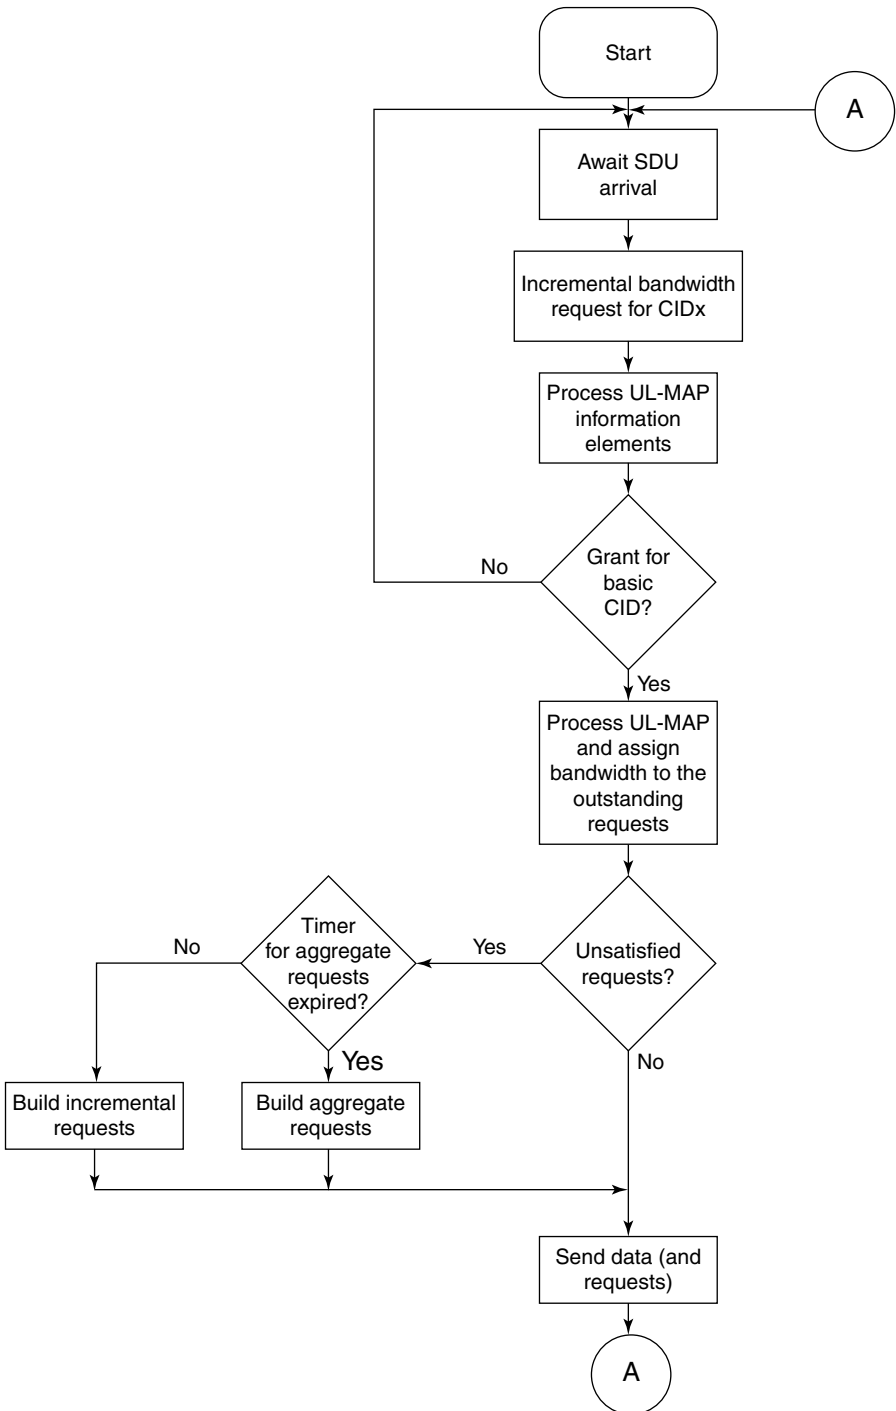 Start
A
Await SDU
arrival
Incremental bandwidth
request for CIDx
Process UL-MAP
information
elements
No
Grant for
basic
CID?
Yes
Process UL-MAP
and assign
bandwidth to the
outstanding
requests
No
Timer
for aggregate
requests
expired?
Yes
Unsatisfied
requests?
Yes
No
Build incremental
requests
Build aggregate
requests
Send data (and
requests)
A